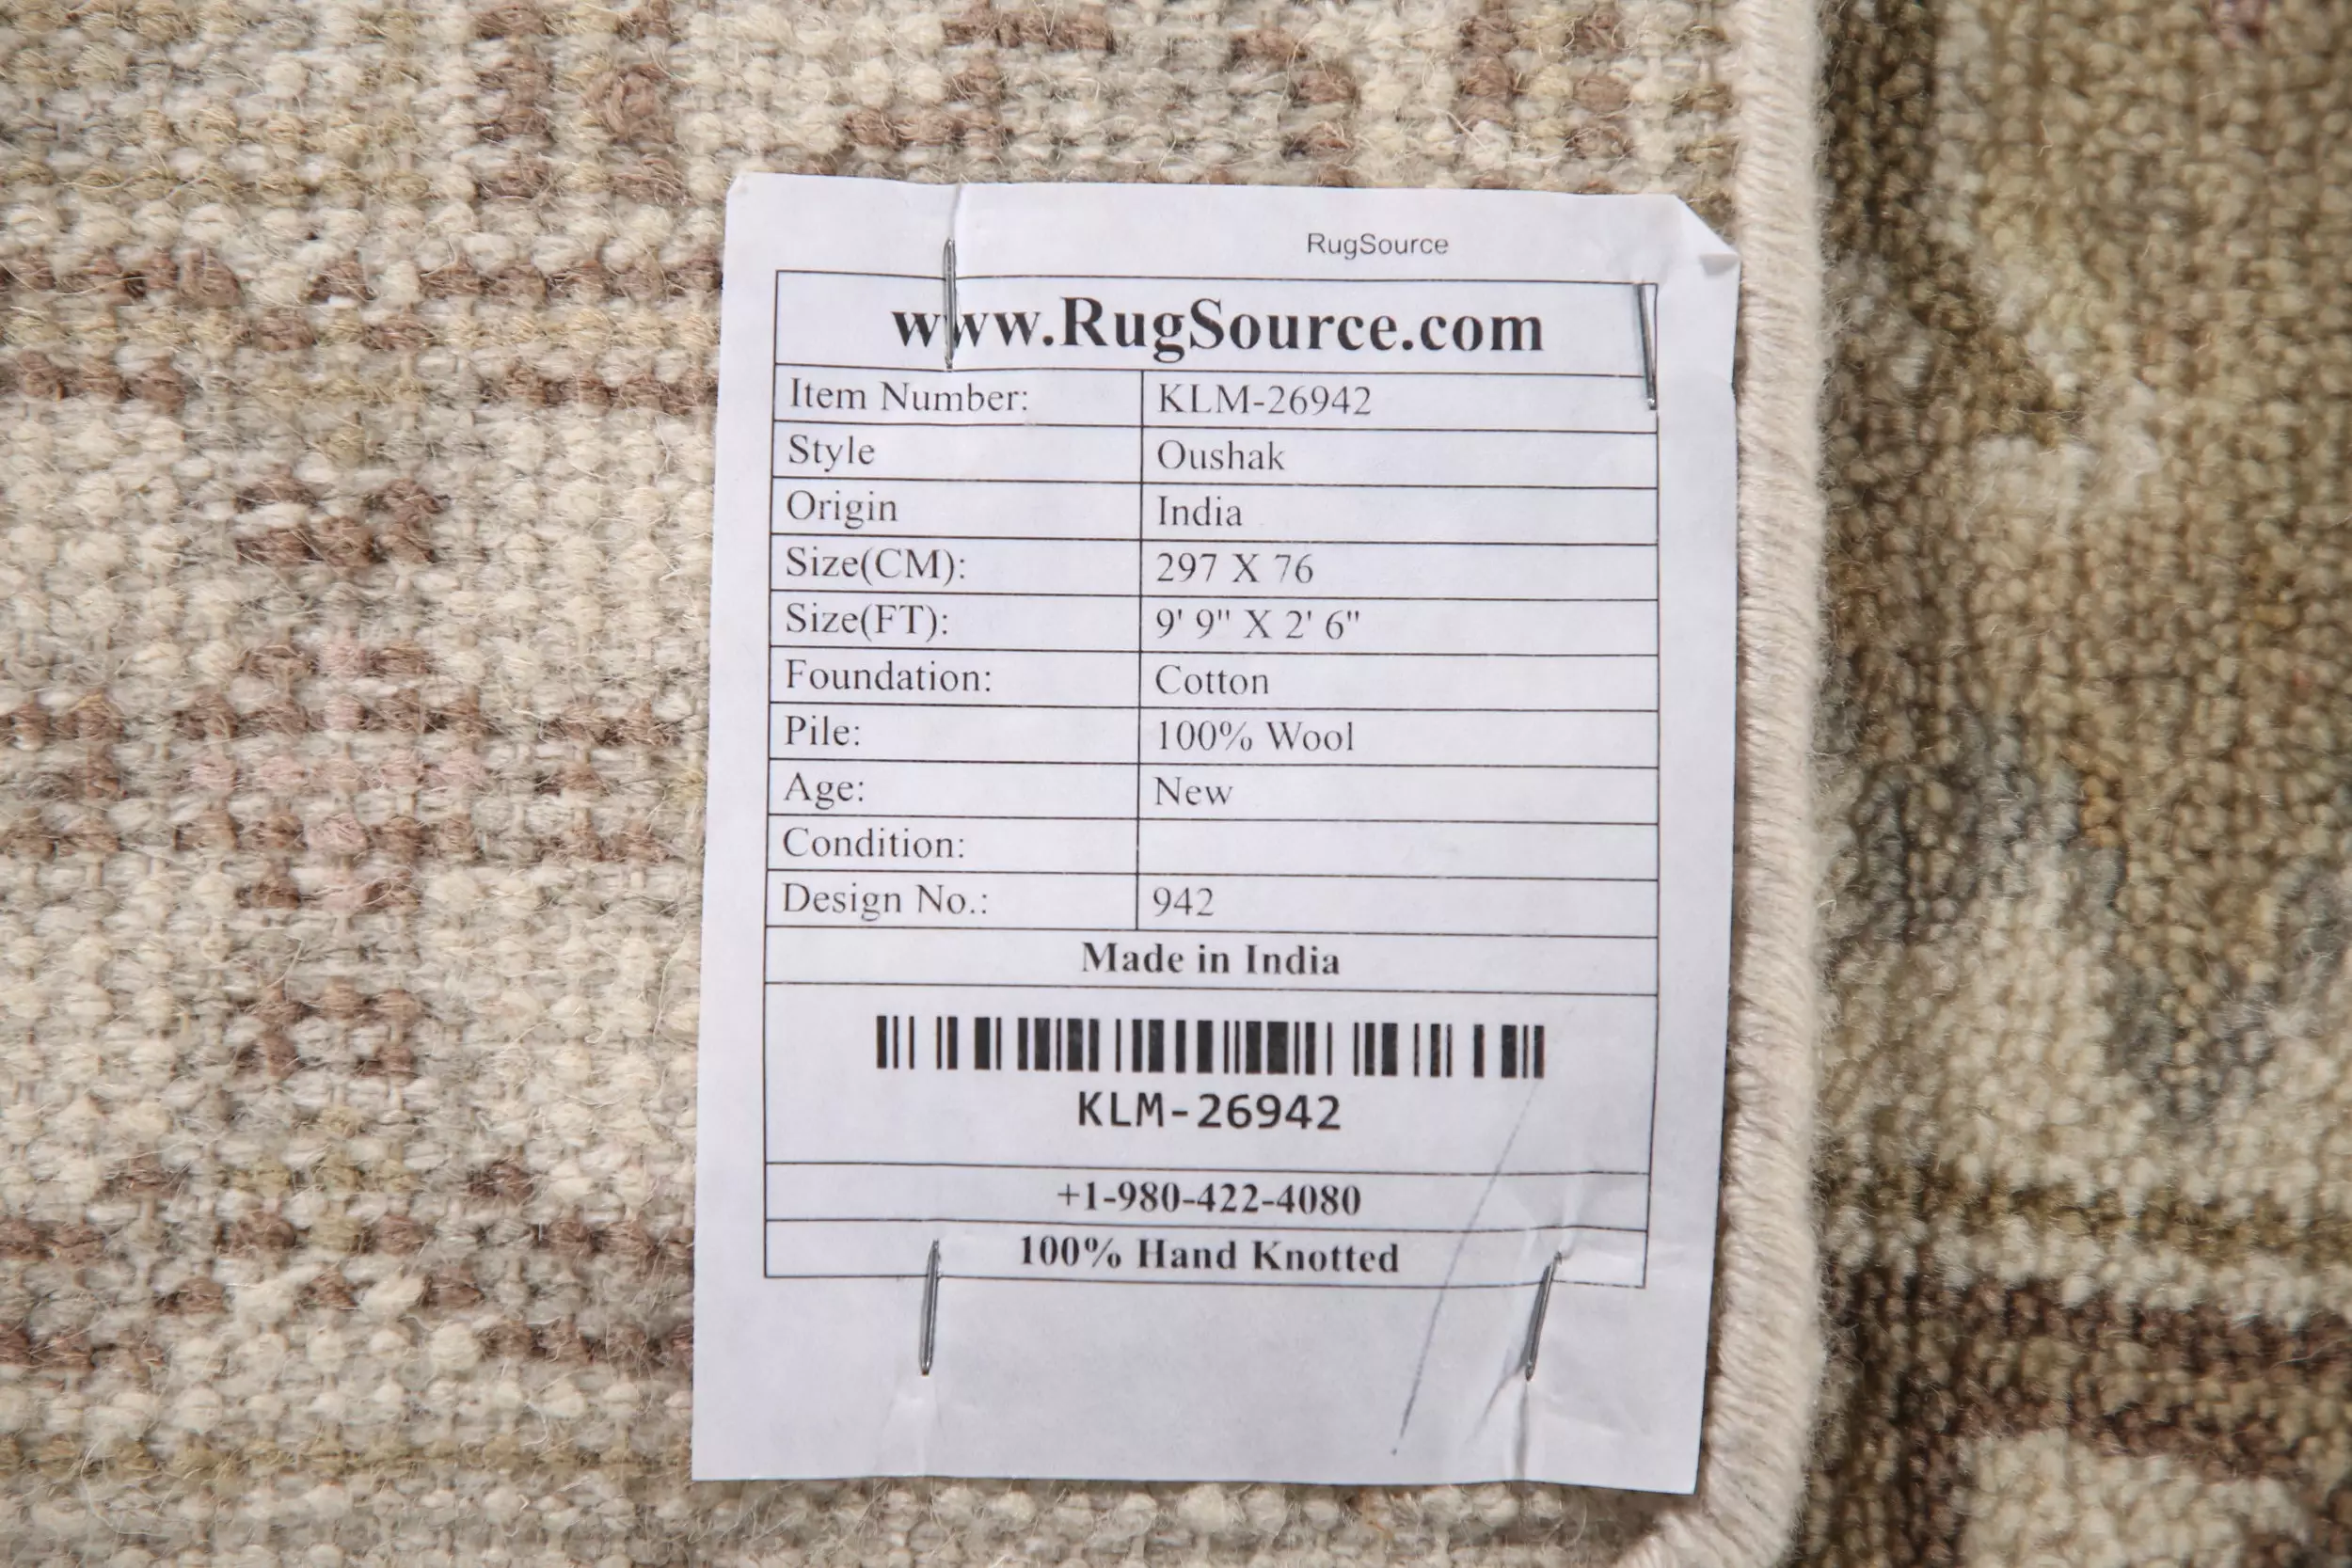 RugSource
www.RugSource.com
Item Number: KLM-26942
Style Oushak
Origin India
Size(CM): 297 X 76
Size(FT): 9' 9" X 2' 6"
Foundation: Cotton
Pile: 100% Wool
Age: New
Condition:
Design No.: 942
Made in India
KLM-26942
+1-980-422-4080
100% Hand Knotted